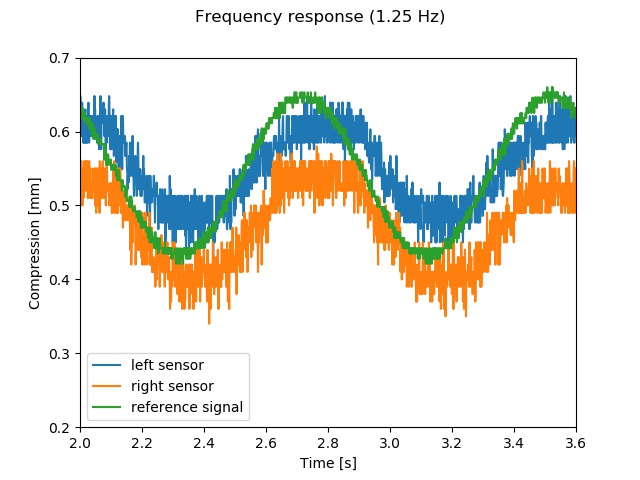 Frequency response (1.25 Hz)
0.7
0.6
0.5
0.4
0.3
0.2
Compression [mm]
left sensor
right sensor
reference signal
2.0 2.2 2.4 2.6 2.8 3.0 3.2 3.4 3.6
Time [s]